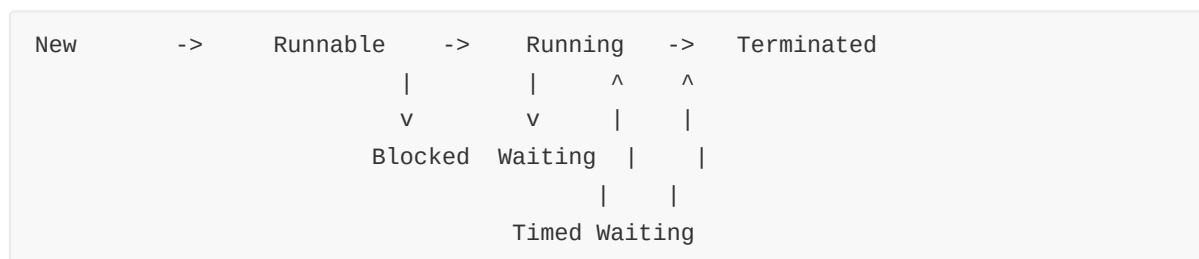 New        ->      Runnable     ->     Running    ->    Terminated
                          |         |      ^     ^
                          v         v      |     |
                        Blocked  Waiting  |     |
                                        |     |
                                  Timed Waiting